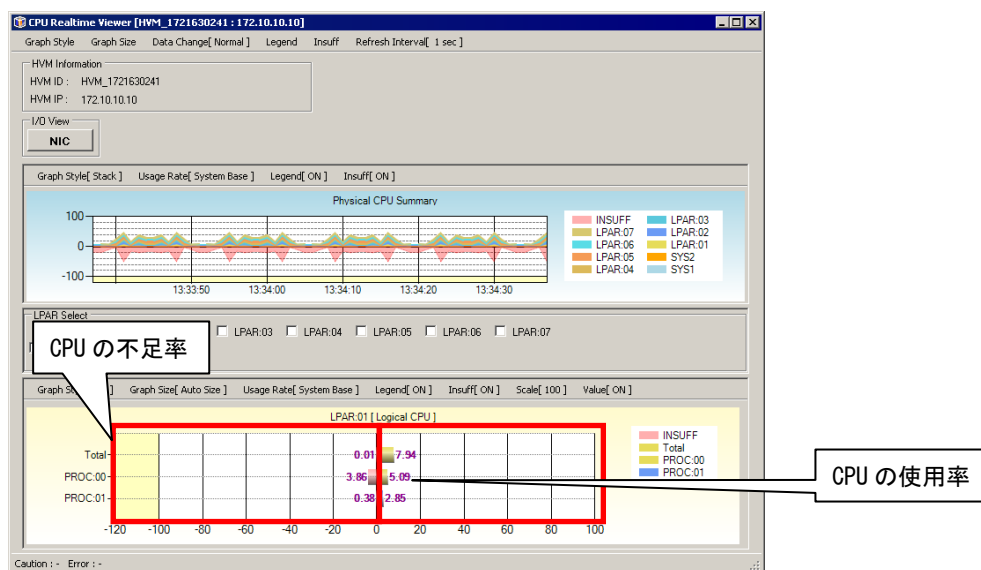 CPU Realtime Viewer [HVM_1721630241 : 172.10.10.10]
Graph Style Graph Size Data Change[ Normal ] Legend Insuff Refresh Interval[ 1 sec ]
HVM Information
HVM ID : HVM_1721630241
HVM IP : 172.10.10.10
I/O View
NIC
Graph Style[ Stack ] Usage Rate[ System Base ] Legend[ ON ] Insuff[ ON ]
Physical CPU Summary
100
0
-100
13:33:50 13:34:00 13:34:10 13:34:20 13:34:30
INSUFF LPAR:03
LPAR:07 LPAR:02
LPAR:06 LPAR:01
LPAR:05 SYS2
LPAR:04 SYS1
LPAR Select
LPAR:03 LPAR:04 LPAR:05 LPAR:06 LPAR:07
CPU の不足率
Graph ] Graph Size[ Auto Size ] Usage Rate[ System Base ] Legend[ ON ] Insuff[ ON ] Scale[ 100 ] Value[ ON ]
LPAR:01 [ Logical CPU ]
Total 0.01 7.94
PROC:00 3.86 5.09
PROC:01 0.38 2.85
-120 -100 -80 -60 -40 -20 0 20 40 60 80 100
INSUFF
Total
PROC:00
PROC:01
CPU の使用率
Caution : - Error : -